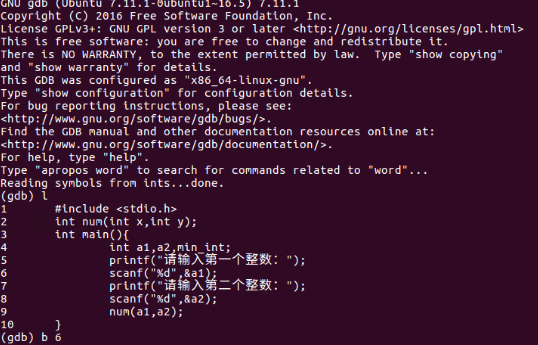 GNU gdb (Ubuntu 7.11.1-0ubuntu1~16.5) 7.11.1
Copyright (C) 2016 Free Software Foundation, Inc.
License GPLv3+: GNU GPL version 3 or later <http://gnu.org/licenses/gpl.html>
This is free software: you are free to change and redistribute it.
There is NO WARRANTY, to the extent permitted by law.  Type "show copying"
and "show warranty" for details.
This GDB was configured as "x86_64-linux-gnu".
Type "show configuration" for configuration details.
For bug reporting instructions, please see:
<http://www.gnu.org/software/gdb/bugs/>.
Find the GDB manual and other documentation resources online at:
<http://www.gnu.org/software/gdb/documentation/>.
For help, type "help".
Type "apropos word" to search for commands related to "word"...
Reading symbols from ints...done.
(gdb) l
1       #include <stdio.h>
2       int num(int x,int y);
3       int main(){
4               int a1,a2,min_int;
5               printf("请输入第一个整数：");
6               scanf("%d",&a1);
7               printf("请输入第二个整数：");
8               scanf("%d",&a2);
9               num(a1,a2);
10      }
(gdb) b 6